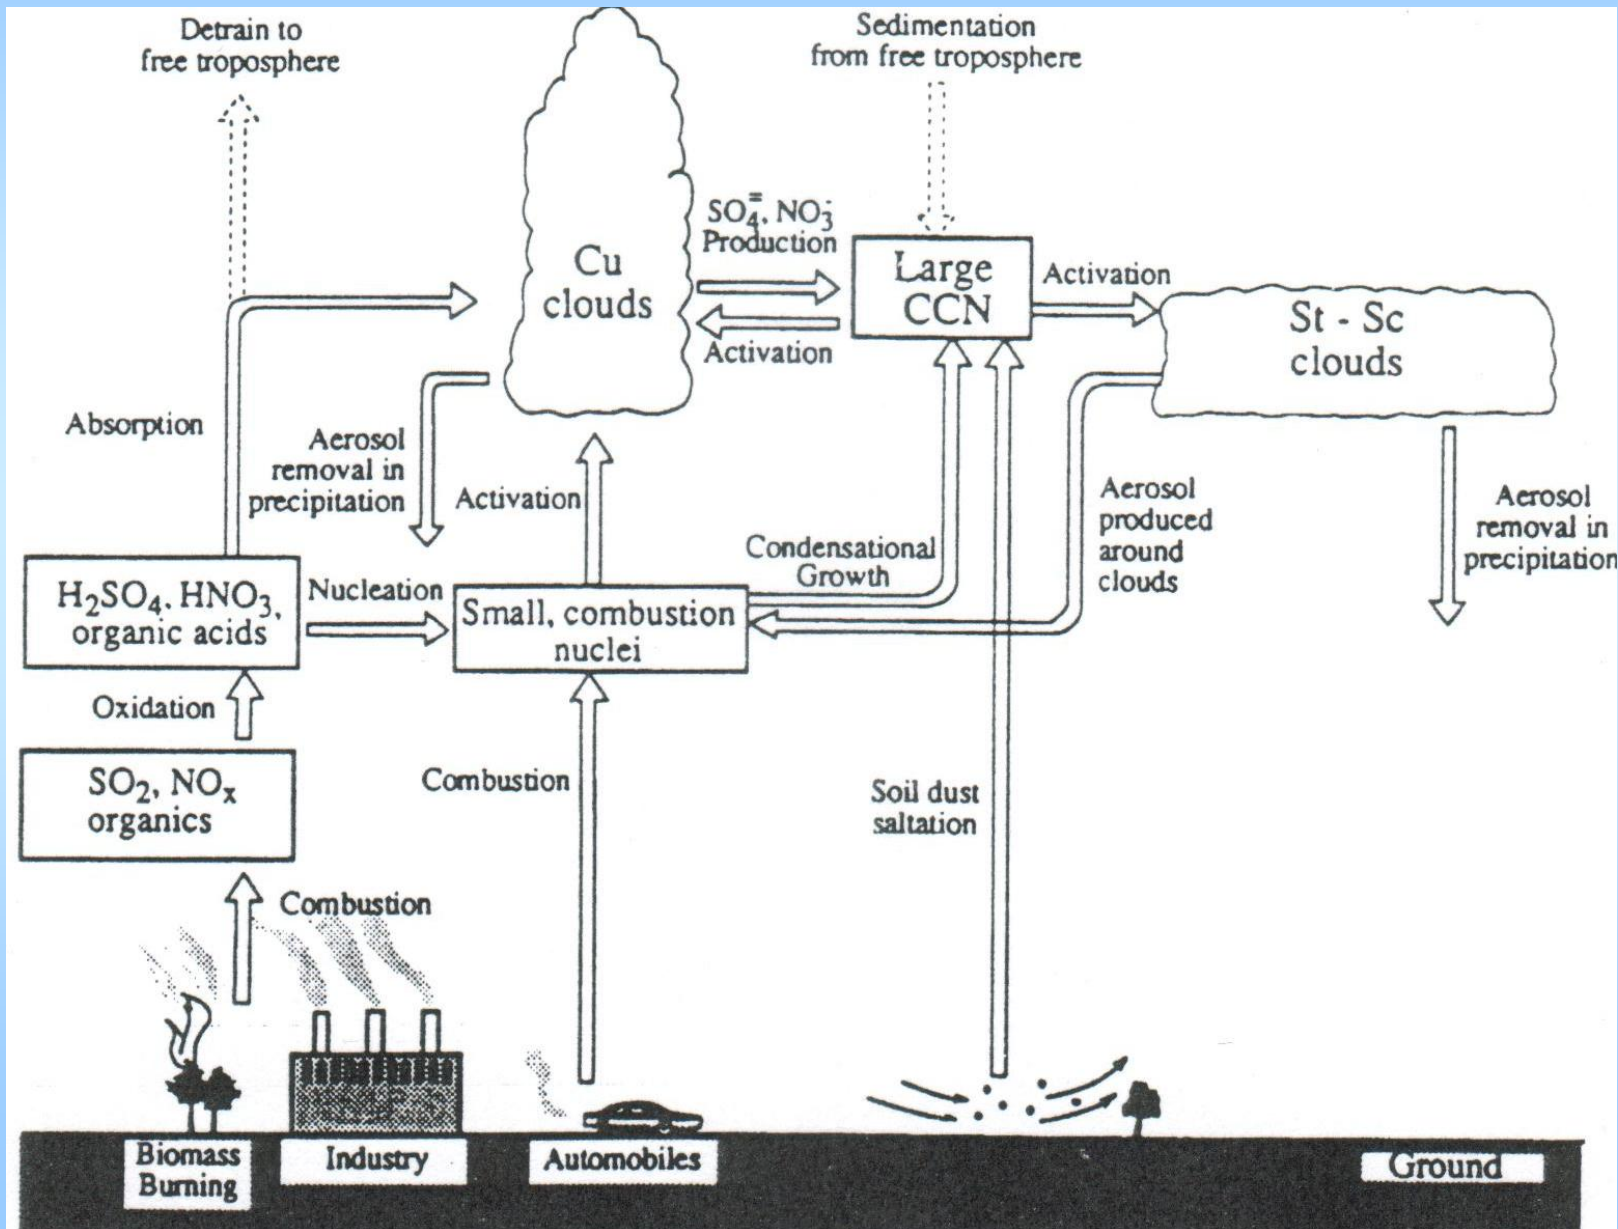 Detrain to
free troposphere
Sedimentation
from free troposphere
Cu
clouds
SO₄⁼, NO₃⁻
Production
Large
CCN
Activation
Activation
St - Sc
clouds
Absorption
Aerosol
removal in
precipitation
Activation
Condensational
Growth
Aerosol
produced
around
clouds
Aerosol
removal in
precipitation
H₂SO₄, HNO₃,
organic acids
Nucleation
Small, combustion
nuclei
Oxidation
SO₂, NOₓ
organics
Combustion
Soil dust
saltation
Combustion
Biomass
Burning
Industry
Automobiles
Ground